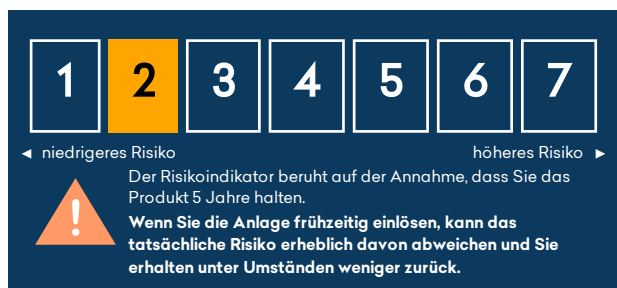 1 2 3 4 5 6 7
◄ niedrigeres Risiko höheres Risiko ►
Der Risikoindikator beruht auf der Annahme, dass Sie das
Produkt 5 Jahre halten.
!
Wenn Sie die Anlage frühzeitig einlösen, kann das
tatsächliche Risiko erheblich davon abweichen und Sie
erhalten unter Umständen weniger zurück.